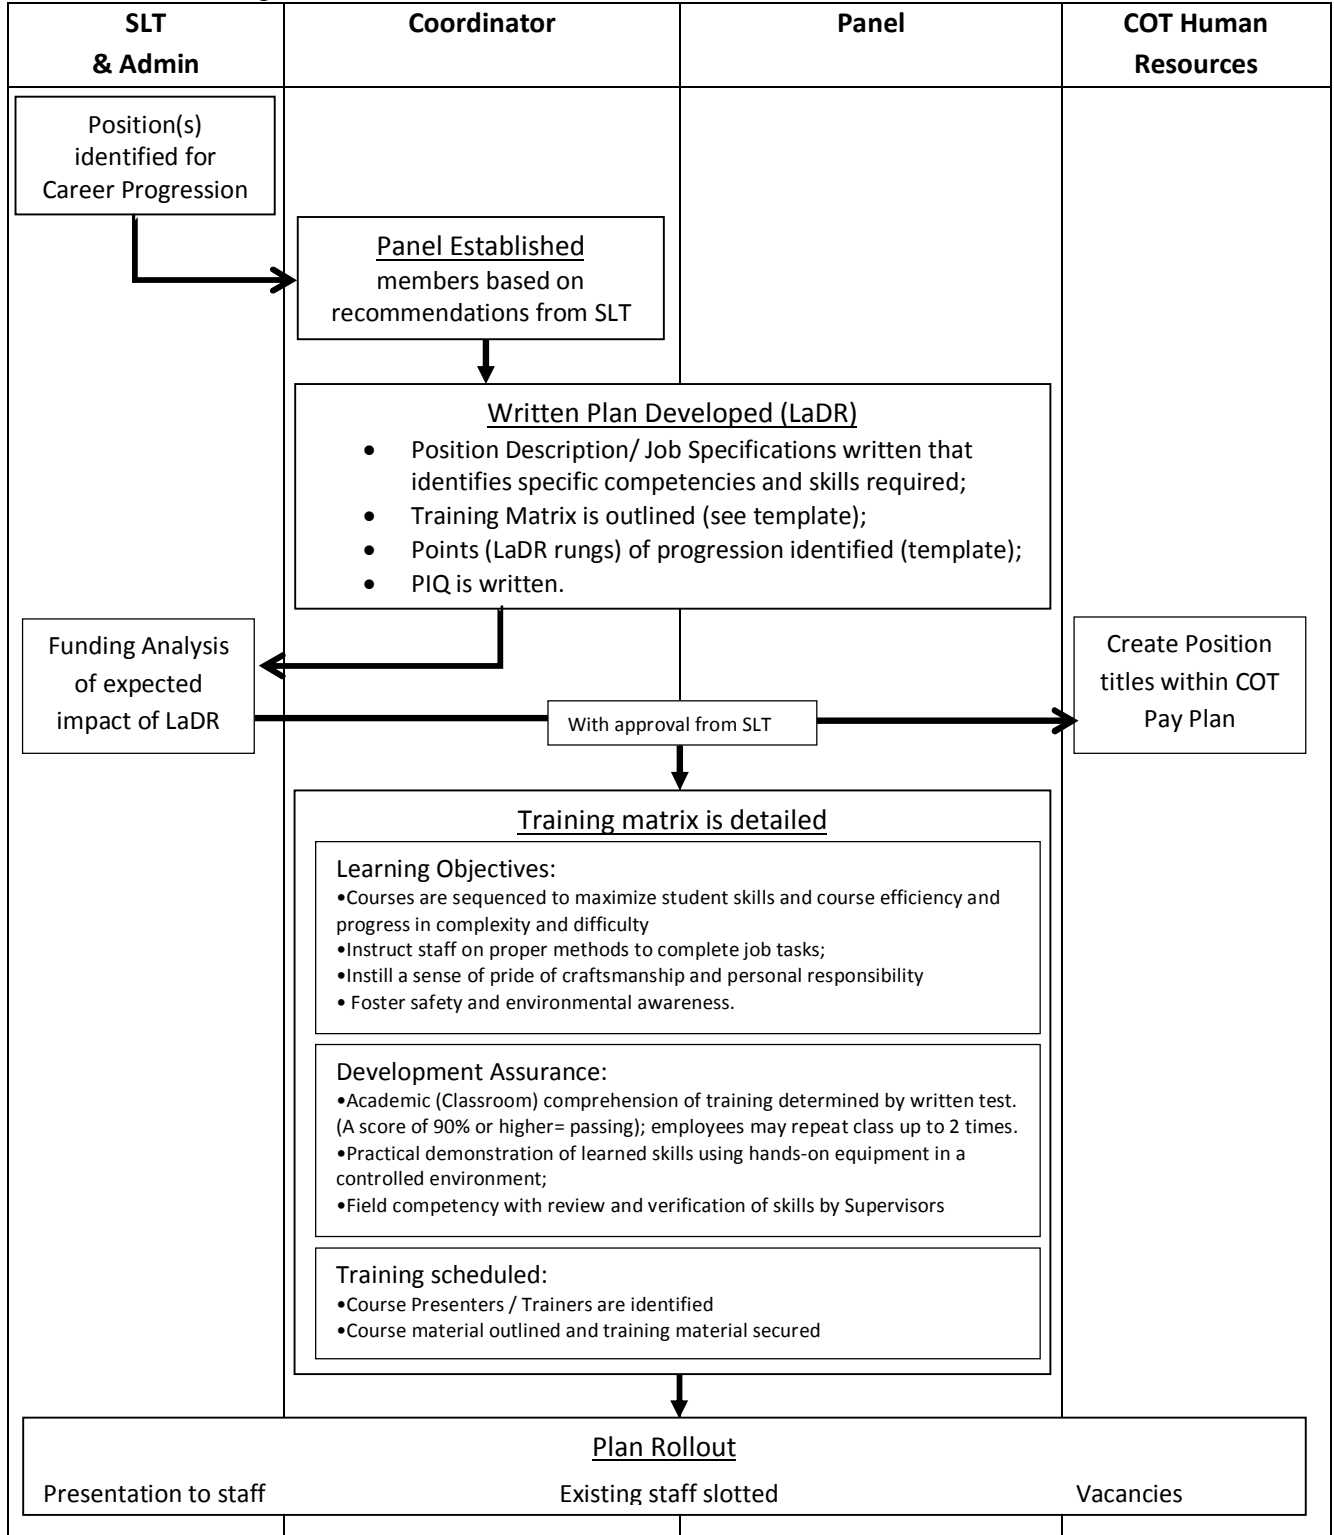 SLT
& Admin
Coordinator
Panel
COT Human
Resources
Position(s)
identified for
Career Progression
Panel Established
members based on
recommendations from SLT
Written Plan Developed (LaDR)
• Position Description/ Job Specifications written that
identifies specific competencies and skills required;
• Training Matrix is outlined (see template);
• Points (LaDR rungs) of progression identified (template);
• PIQ is written.
Funding Analysis
of expected
impact of LaDR
With approval from SLT
Create Position
titles within COT
Pay Plan
Training matrix is detailed
Learning Objectives:
•Courses are sequenced to maximize student skills and course efficiency and
progress in complexity and difficulty
•Instruct staff on proper methods to complete job tasks;
•Instill a sense of pride of craftsmanship and personal responsibility
• Foster safety and environmental awareness.
Development Assurance:
•Academic (Classroom) comprehension of training determined by written test.
(A score of 90% or higher= passing); employees may repeat class up to 2 times.
•Practical demonstration of learned skills using hands-on equipment in a
controlled environment;
•Field competency with review and verification of skills by Supervisors
Training scheduled:
•Course Presenters / Trainers are identified
•Course material outlined and training material secured
Plan Rollout
Presentation to staff
Existing staff slotted
Vacancies